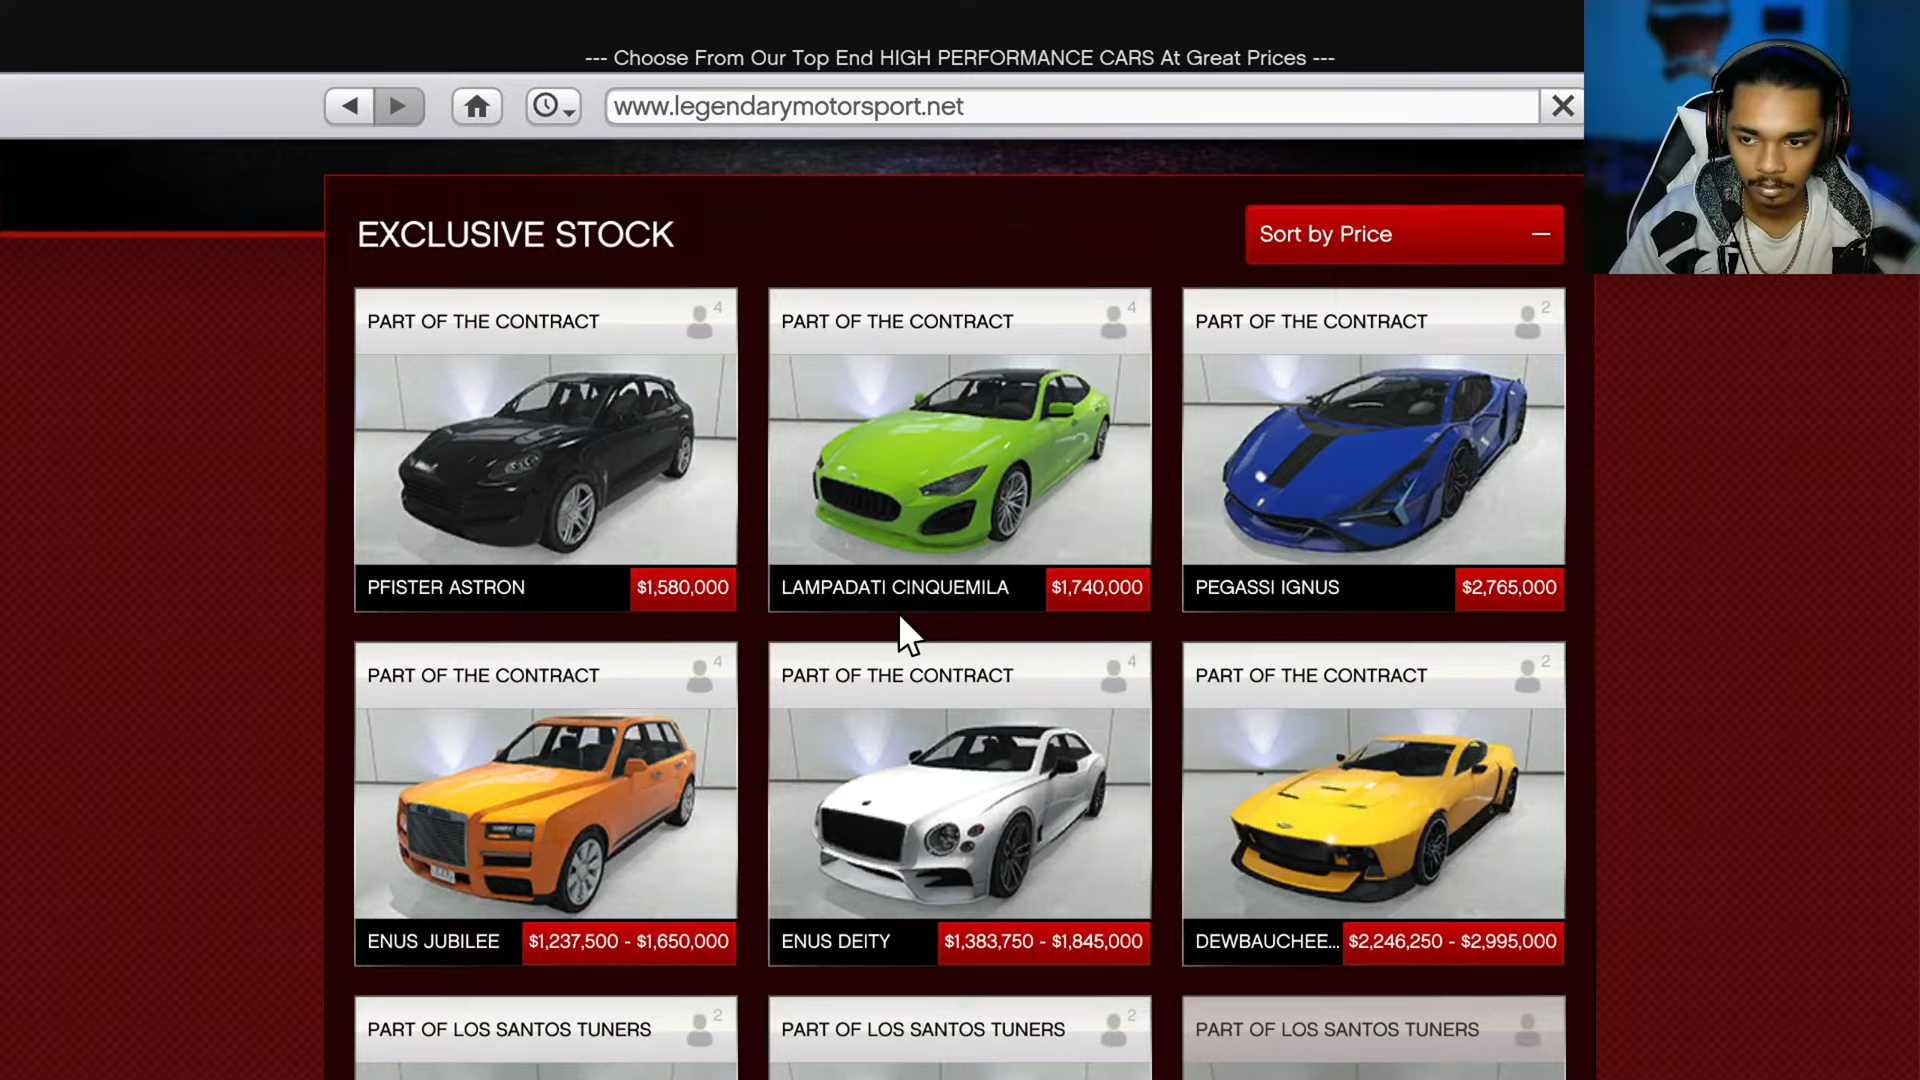 --- Choose From Our Top End HIGH PERFORMANCE CARS At Great Prices ---
www.legendarymotorsport.net
EXCLUSIVE STOCK
Sort by Price
PART OF THE CONTRACT 4
PART OF THE CONTRACT 4
PART OF THE CONTRACT 2
PFISTER ASTRON $1,580,000
LAMPADATI CINQUEMILA $1,740,000
PEGASSI IGNUS $2,765,000
PART OF THE CONTRACT 4
PART OF THE CONTRACT 4
PART OF THE CONTRACT 2
ENUS JUBILEE $1,237,500 - $1,650,000
ENUS DEITY $1,383,750 - $1,845,000
DEWBAUCHEE... $2,246,250 - $2,995,000
PART OF LOS SANTOS TUNERS 2
PART OF LOS SANTOS TUNERS 2
PART OF LOS SANTOS TUNERS